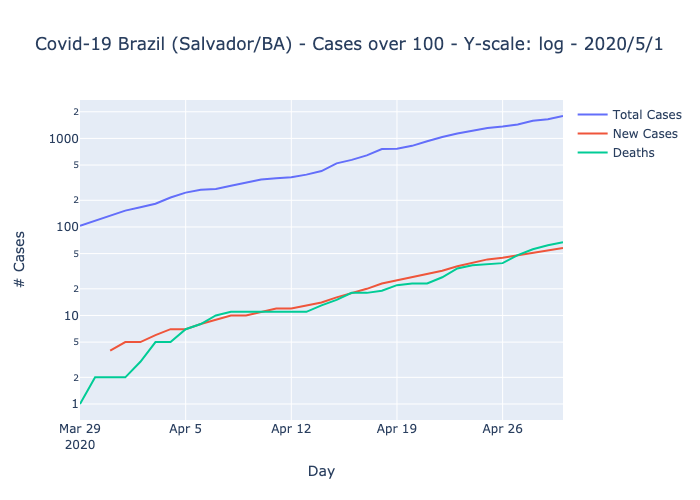 Covid-19 Brazil (Salvador/BA) - Cases over 100 - Y-scale: log - 2020/5/1
Total Cases
New Cases
Deaths
2
1000
5
2
100
5
2
10
5
2
1
# Cases
Mar 29 Apr 5 Apr 12 Apr 19 Apr 26
2020
Day